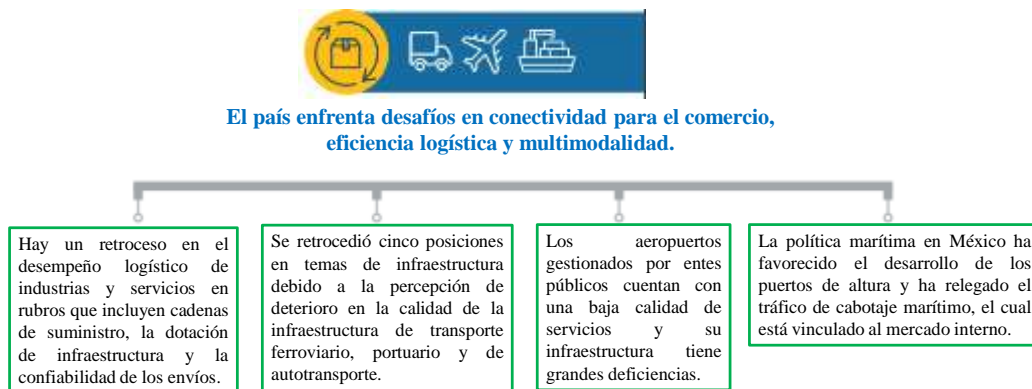 El país enfrenta desafíos en conectividad para el comercio,
eficiencia logística y multimodalidad.
Hay un retroceso en el
desempeño logístico de
industrias y servicios en
rubros que incluyen cadenas
de suministro, la dotación
de infraestructura y la
confiabilidad de los envíos.
Se retrocedió cinco posiciones
en temas de infraestructura
debido a la percepción de
deterioro en la calidad de la
infraestructura de transporte
ferroviario, portuario y de
autotransporte.
Los aeropuertos
gestionados por entes
públicos cuentan con
una baja calidad de
servicios y su
infraestructura tiene
grandes deficiencias.
La política marítima en México ha
favorecido el desarrollo de los
puertos de altura y ha relegado el
tráfico de cabotaje marítimo, el cual
está vinculado al mercado interno.